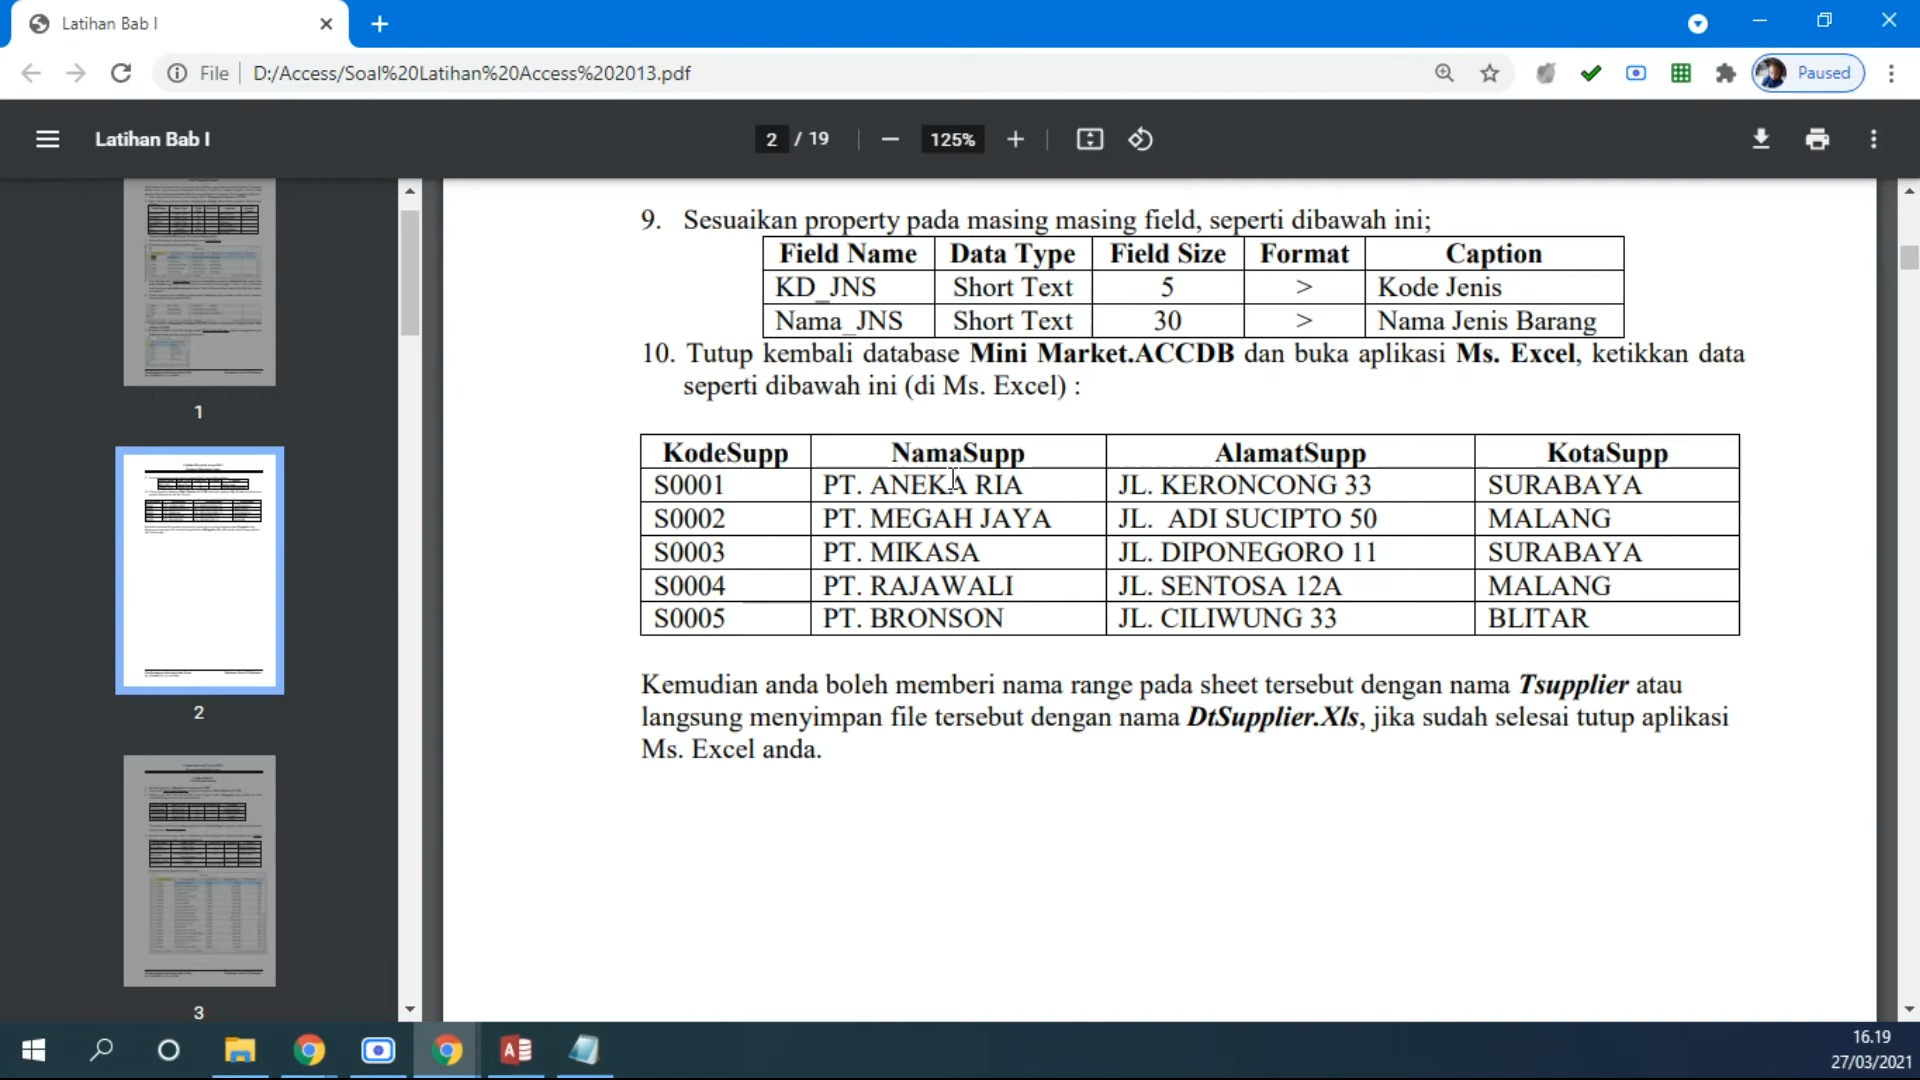 Latihan Bab I
File D:/Access/Soal%20Latihan%20Access%202013.pdf
Paused
Latihan Bab I
2 / 19
125%
1
2
3
9. Sesuaikan property pada masing masing field, seperti dibawah ini;
Field Name Data Type Field Size Format Caption
KD_JNS Short Text 5 > Kode Jenis
Nama_JNS Short Text 30 > Nama Jenis Barang
10. Tutup kembali database Mini Market.ACCDB dan buka aplikasi Ms. Excel, ketikkan data
seperti dibawah ini (di Ms. Excel) :
KodeSupp NamaSupp AlamatSupp KotaSupp
S0001 PT. ANEKA RIA JL. KERONCONG 33 SURABAYA
S0002 PT. MEGAH JAYA JL. ADI SUCIPTO 50 MALANG
S0003 PT. MIKASA JL. DIPONEGORO 11 SURABAYA
S0004 PT. RAJAWALI JL. SENTOSA 12A MALANG
S0005 PT. BRONSON JL. CILIWUNG 33 BLITAR
Kemudian anda boleh memberi nama range pada sheet tersebut dengan nama Tsupplier atau
langsung menyimpan file tersebut dengan nama DtSupplier.Xls, jika sudah selesai tutup aplikasi
Ms. Excel anda.
16.19
27/03/2021